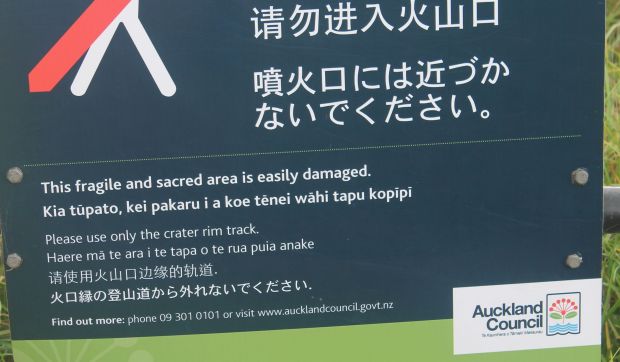 请勿进入火山口
噴火口には近づか
ないでください。
This fragile and sacred area is easily damaged.
Kia tūpato, kei pakaru i a koe tēnei wāhi tapu kopīpī
Please use only the crater rim track.
Haere mā te ara i te tapa o te rua puia anake
请使用火山口边缘的轨道.
火口縁の登山道から外れないでください.
Find out more: phone 09 301 0101 or visit www.aucklandcouncil.govt.nz
Auckland
Council
Te Kaunihera o Tāmaki Makaurau